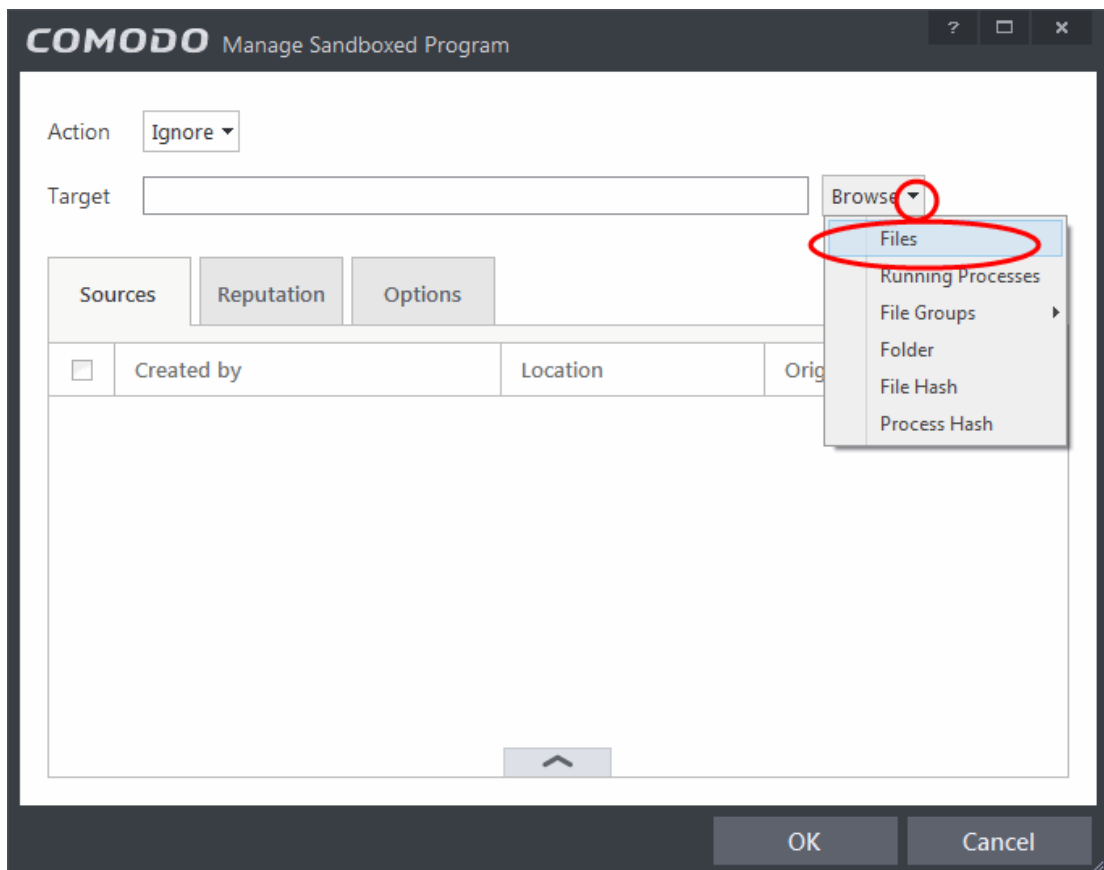 COMODO Manage Sandboxed Program
?
Action Ignore
Target Browse
Files
Running Processes
File Groups
Folder
File Hash
Process Hash
Sources Reputation Options
Created by Location Orig
OK Cancel